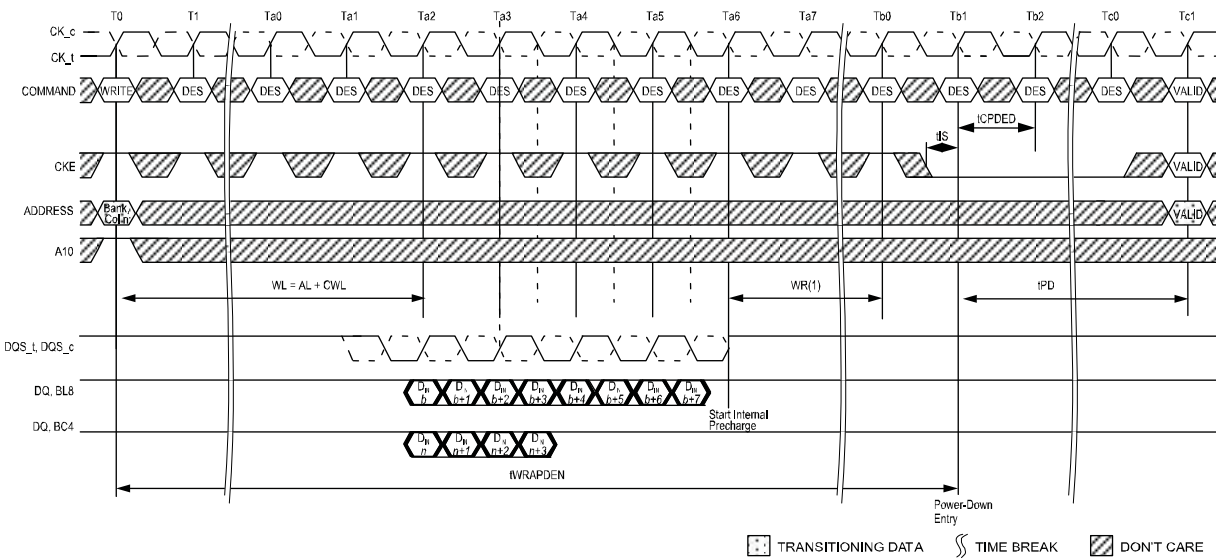 T0 T1 Ta0 Ta1 Ta2 Ta3 Ta4 Ta5 Ta6 Ta7 Tb0 Tb1 Tb2 Tc0 Tc1
CK_c
CK_t
COMMAND WRITE DES DES DES DES DES DES DES DES DES DES DES DES DES VALID
tCPDED
tIS
CKE VALID
ADDRESS Bank, Col n VALID
A10
WL = AL + CWL WR(1) tPD
DQS_t, DQS_c
DQ, BL8 DIN b DIN b+1 DIN b+2 DIN b+3 DIN b+4 DIN b+5 DIN b+6 DIN b+7
Start Internal
Precharge
DQ, BC4 DIN n DIN n+1 DIN n+2 DIN n+3
tWRAPDEN
Power-Down
Entry
TRANSITIONING DATA TIME BREAK DON'T CARE